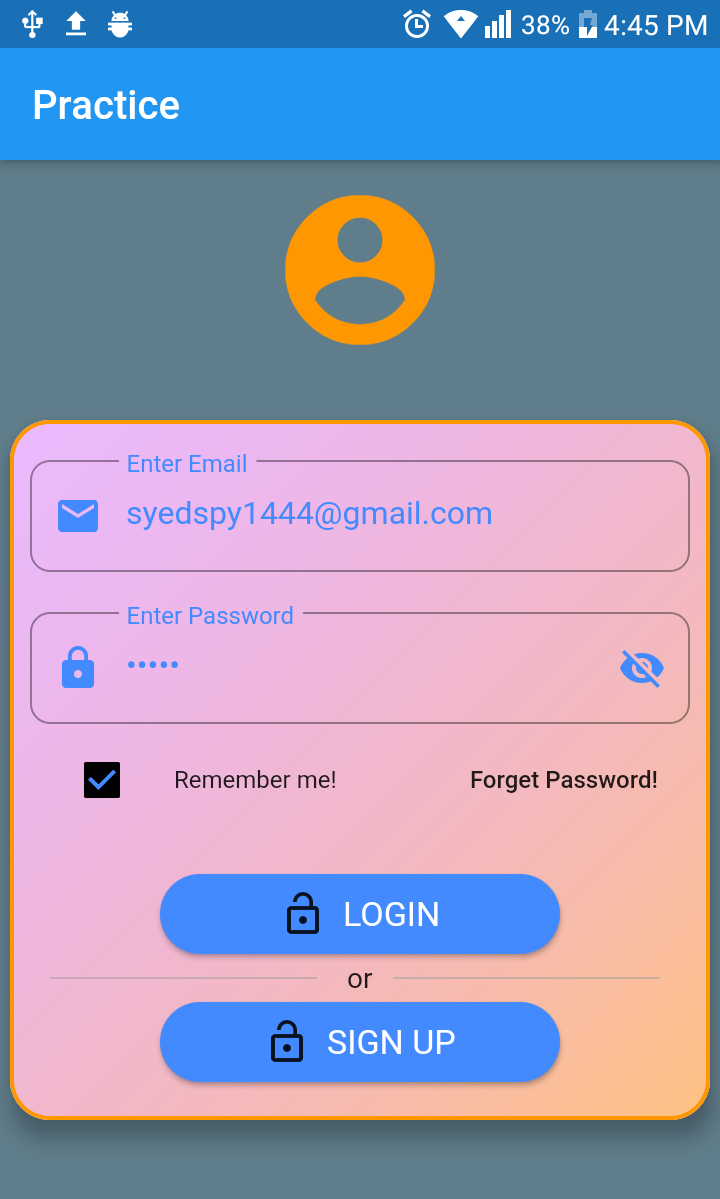 38% 4:45 PM
Practice
Enter Email
syedspy1444@gmail.com
Enter Password
•••••
Remember me! Forget Password!
LOGIN
or
SIGN UP